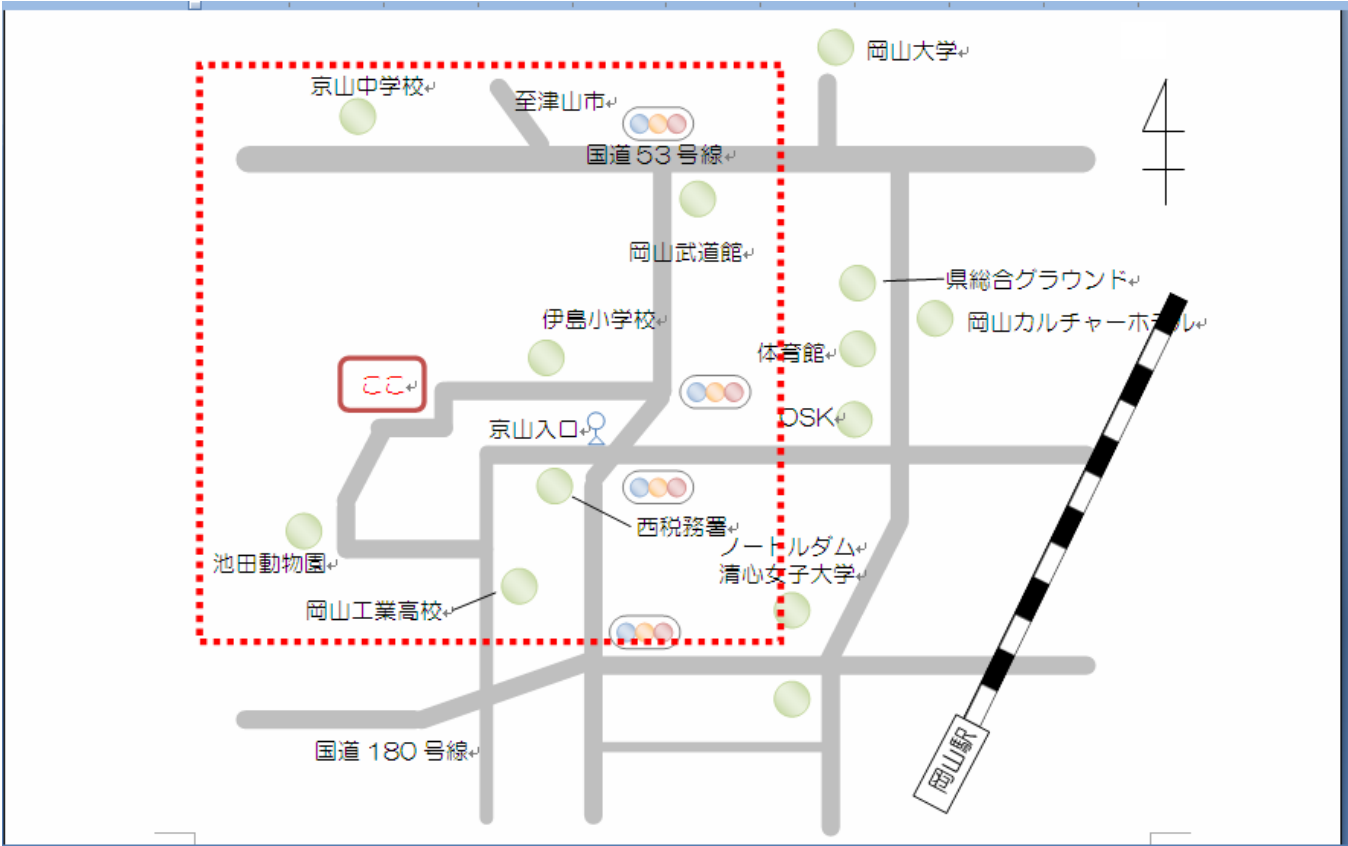 岡山大学
京山中学校
至津山市
国道53号線
岡山武道館
県総合グラウンド
伊島小学校
岡山カルチャーホテル
体育館
ここ
OSK
京山入口
西税務署
ノートルダム
清心女子大学
池田動物園
岡山工業高校
国道180号線
岡山駅